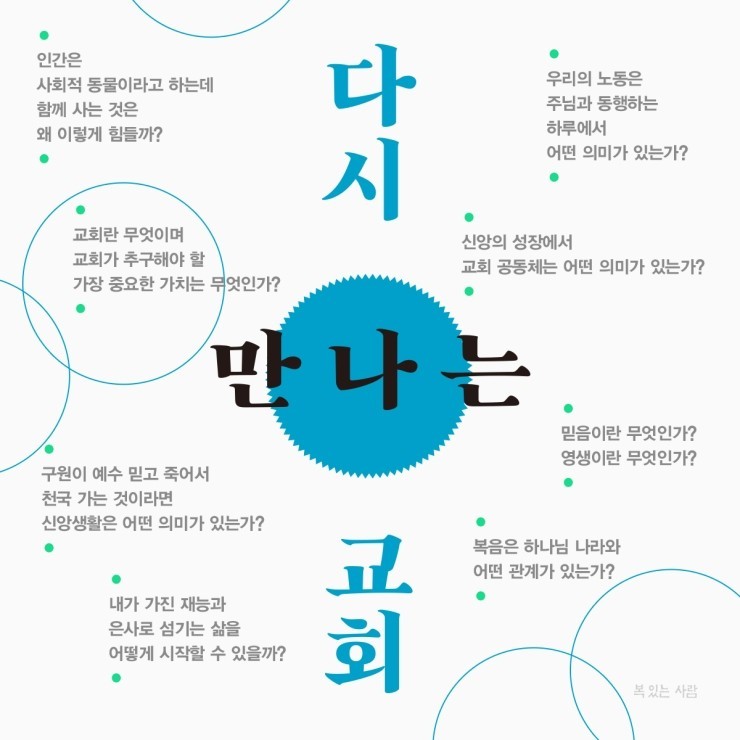 다
시
만 나 는
교
회
인간은
사회적 동물이라고 하는데
함께 사는 것은
왜 이렇게 힘들까?
우리의 노동은
주님과 동행하는
하루에서
어떤 의미가 있는가?
교회란 무엇이며
교회가 추구해야 할
가장 중요한 가치는 무엇인가?
신앙의 성장에서
교회 공동체는 어떤 의미가 있는가?
믿음이란 무엇인가?
영생이란 무엇인가?
구원이 예수 믿고 죽어서
천국 가는 것이라면
신앙생활은 어떤 의미가 있는가?
복음은 하나님 나라와
어떤 관계가 있는가?
내가 가진 재능과
은사로 섬기는 삶을
어떻게 시작할 수 있을까?
복 있는 사람